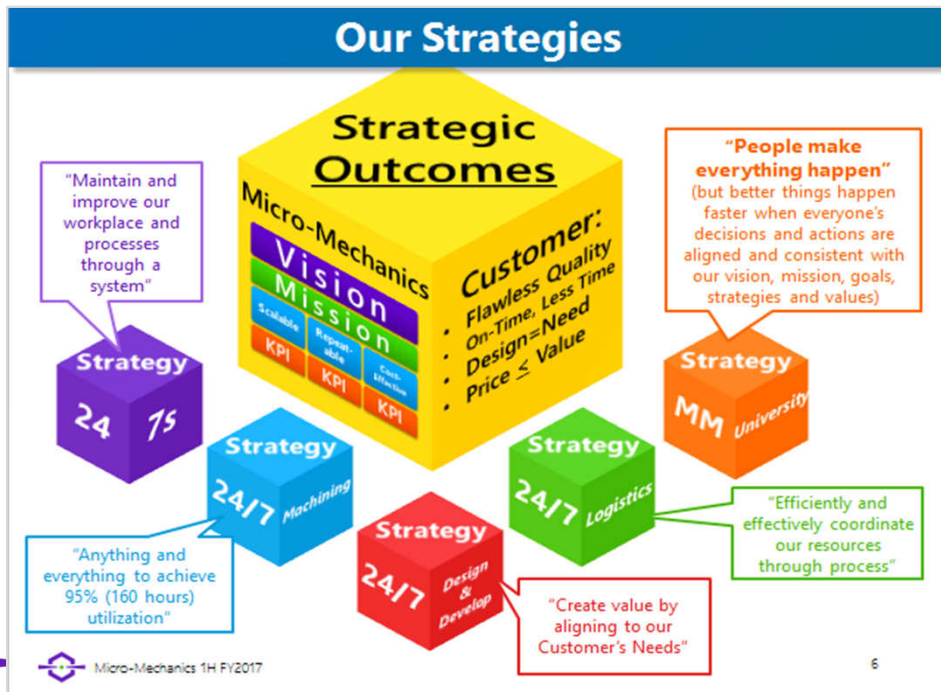 Our Strategies
Strategic
Outcomes
Micro-Mechanics
Vision
Mission
Scalable
Repeat-
able
Cost-
Effective
KPI
KPI
KPI
Customer:
• Flawless Quality
• On-Time, Less Time
• Design=Need
• Price ≤ Value
"Maintain and
improve our
workplace and
processes
through a
system"
Strategy
24 7s
"People make
everything happen"
(but better things happen
faster when everyone's
decisions and actions are
aligned and consistent with
our vision, mission, goals,
strategies and values)
Strategy
MM University
Strategy
24/7 Machining
"Anything and
everything to achieve
95% (160 hours)
utilization"
Strategy
24/7 Design
&
Develop
"Create value by
aligning to our
Customer's Needs"
Strategy
24/7 Logistics
"Efficiently and
effectively coordinate
our resources
through process"
Micro-Mechanics 1H FY2017
6